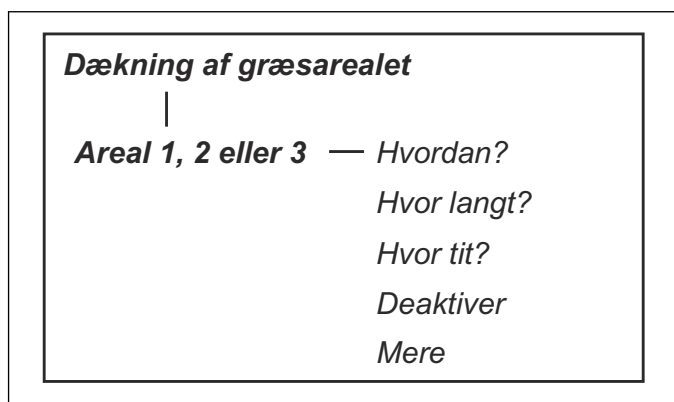 Dækning af græsarealet
Areal 1, 2 eller 3 — Hvordan?
Hvor langt?
Hvor tit?
Deaktiver
Mere